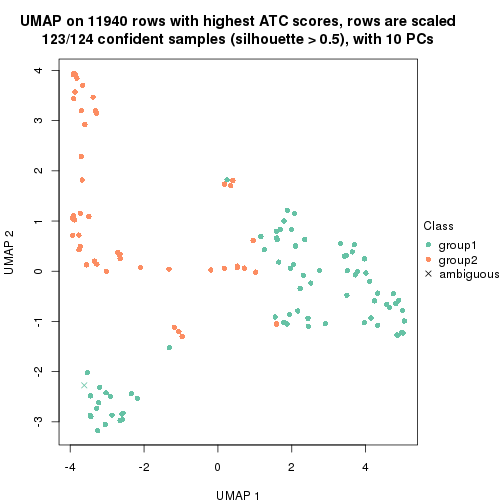 UMAP on 11940 rows with highest ATC scores, rows are scaled
123/124 confident samples (silhouette > 0.5), with 10 PCs
4
3
2
1
0
-1
-2
-3
UMAP 2
-4
-2
0
2
4
UMAP 1
Class
group1
group2
ambiguous